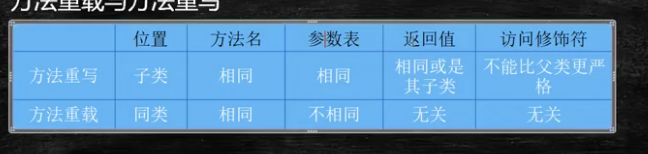 方法重载与方法重写
位置 方法名 参数表 返回值 访问修饰符
方法重写 子类 相同 相同 相同或是其子类 不能比父类更严格
方法重载 同类 相同 不相同 无关 无关